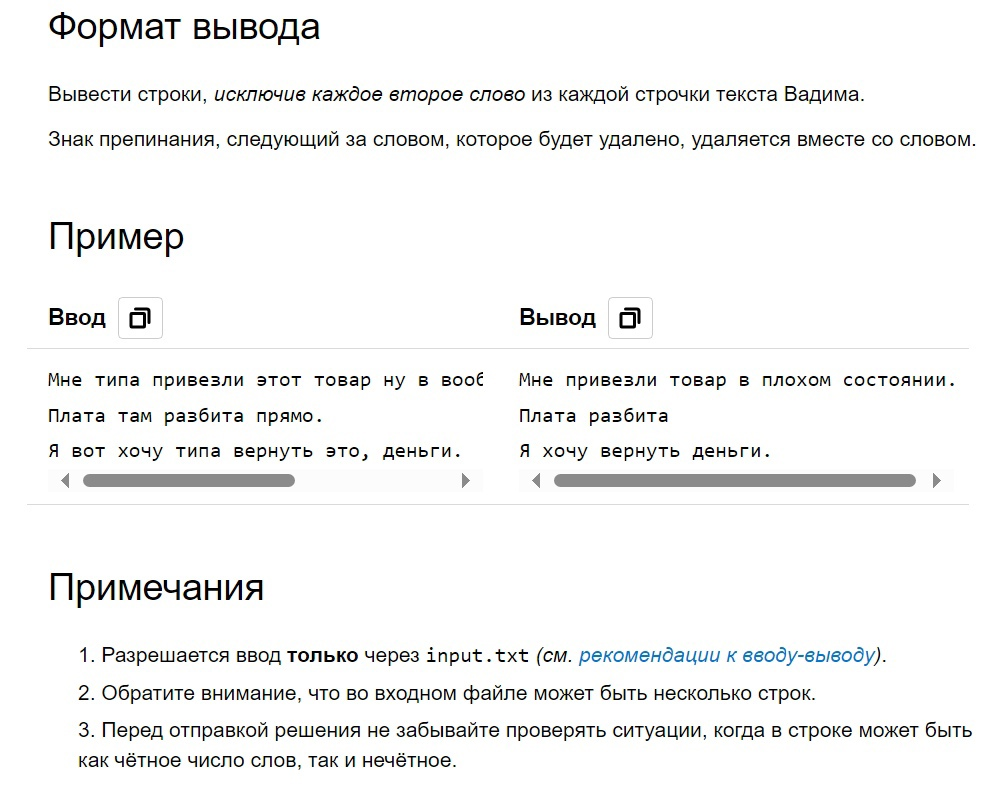 Формат вывода
Вывести строки, исключив каждое второе слово из каждой строчки текста Вадима.
Знак препинания, следующий за словом, которое будет удалено, удаляется вместе со словом.
Пример
Ввод
Вывод
Мне типа привезли этот товар ну в
Мне привезли товар в плохом состоянии.
Плата там разбита прямо.
Плата разбита
Я вот хочу типа вернуть это, деньги.
Я хочу вернуть деньги.
Примечания
1. Разрешается ввод только через input.txt (см. рекомендации к вводу-выводу).
2. Обратите внимание, что во входном файле может быть несколько строк.
3. Перед отправкой решения не забывайте проверять ситуации, когда в строке может быть
как чётное число слов, так и нечётное.